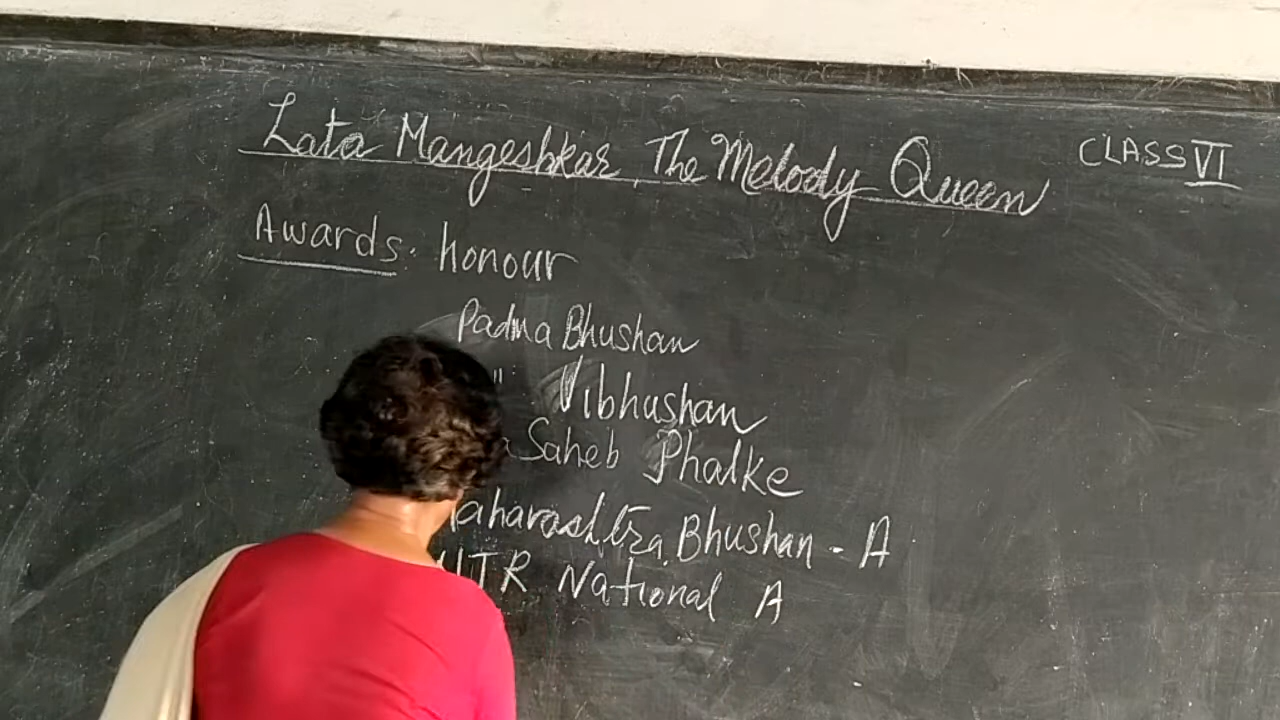 Lata Mangeshkar, The Melody Queen
CLASS VI
Awards: honour
Padma Bhushan
" Vibhushan
Saheb Phalke
aharashtra Bhushan - A
TR National A